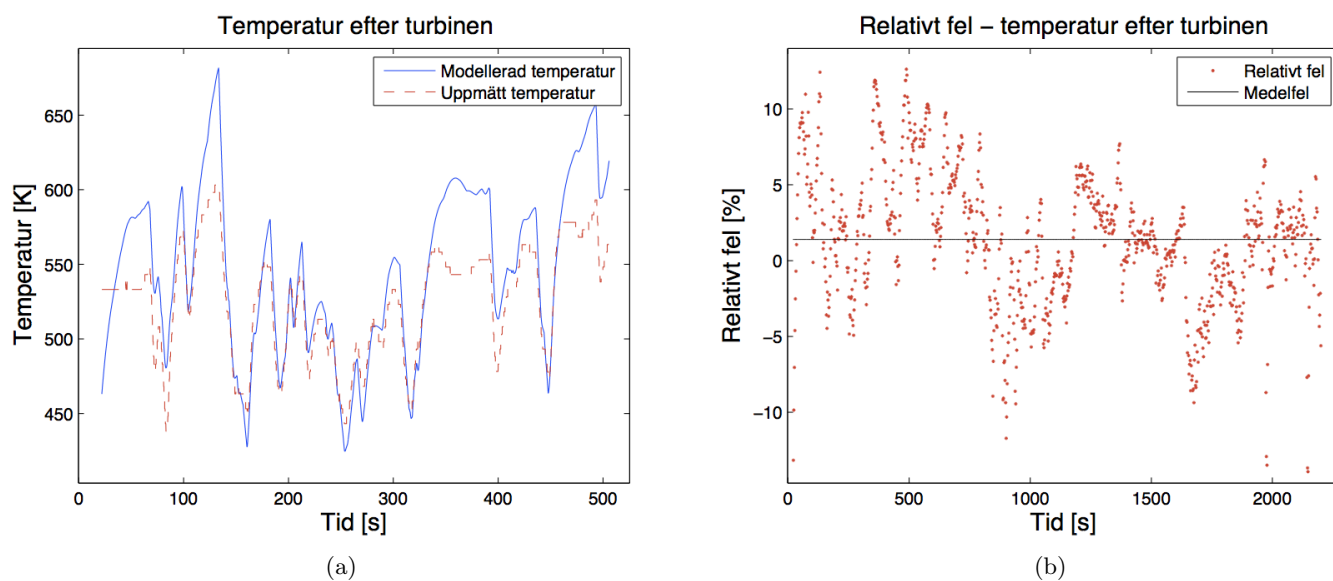 Temperatur efter turbinen
Modellerad temperatur
Uppmätt temperatur
650
600
550
500
450
Temperatur [K]
0
100
200
300
400
500
Tid [s]
(a)
Relativt fel – temperatur efter turbinen
Relativt fel
Medelfel
10
5
0
−5
−10
Relativt fel [%]
0
500
1000
1500
2000
Tid [s]
(b)